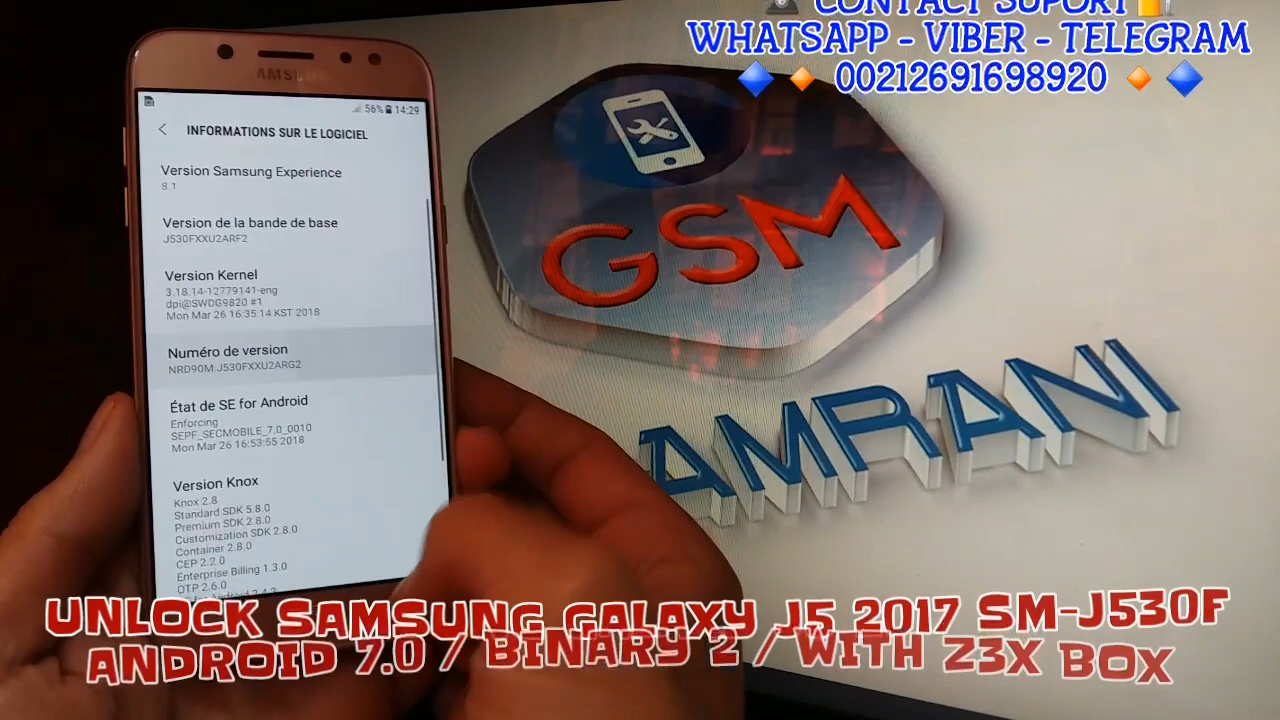 CONTACT SUPORT
WHATSAPP - VIBER - TELEGRAM
00212691698920
SAMSUNG
56% 14:29
INFORMATIONS SUR LE LOGICIEL
Version Samsung Experience
8.1
Version de la bande de base
J530FXXU2ARF2
Version Kernel
3.18.14-12779141-eng
dpi@SWDG9820 #1
Mon Mar 26 16:35:14 KST 2018
Numéro de version
NRD90M.J530FXXU2ARG2
État de SE for Android
Enforcing
SEPF_SECMOBILE_7.0_0010
Mon Mar 26 16:53:55 2018
Version Knox
Knox 2.8
Standard SDK 5.8.0
Premium SDK 2.8.0
Customization SDK 2.8.0
Container 2.8.0
CEP 2.2.0
Enterprise Billing 1.3.0
OTP 2.6.0
GSM
AMRANI
UNLOCK SAMSUNG GALAXY J5 2017 SM-J530F
ANDROID 7.0 / BINARY 2 / WITH Z3X BOX